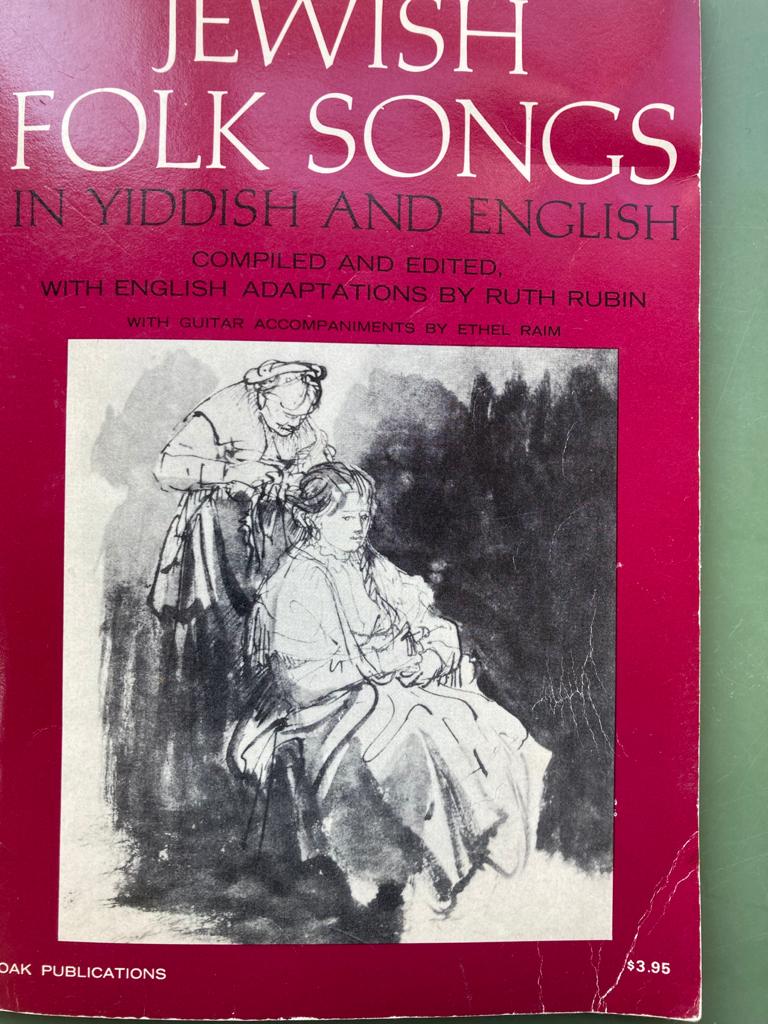 JEWISH
FOLK SONGS
IN YIDDISH AND ENGLISH
COMPILED AND EDITED,
WITH ENGLISH ADAPTATIONS BY RUTH RUBIN
WITH GUITAR ACCOMPANIMENTS BY ETHEL RAIM
OAK PUBLICATIONS
$3.95